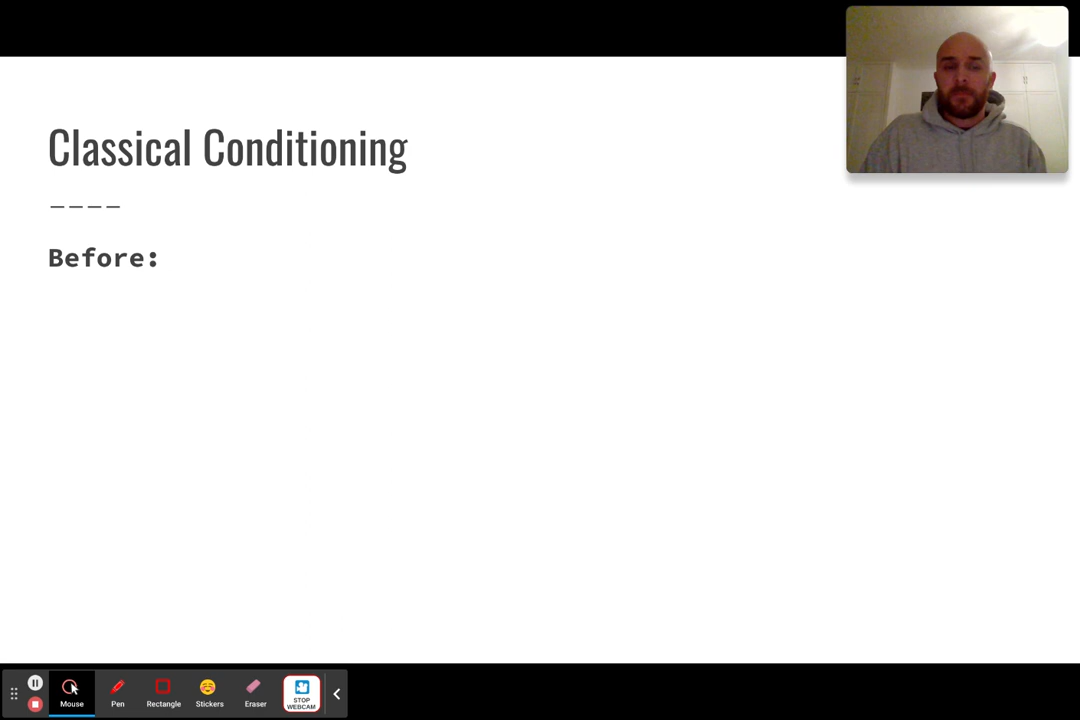 Classical Conditioning
————
Before:
Mouse
Pen
Rectangle
Stickers
Eraser
STOP
WEBCAM